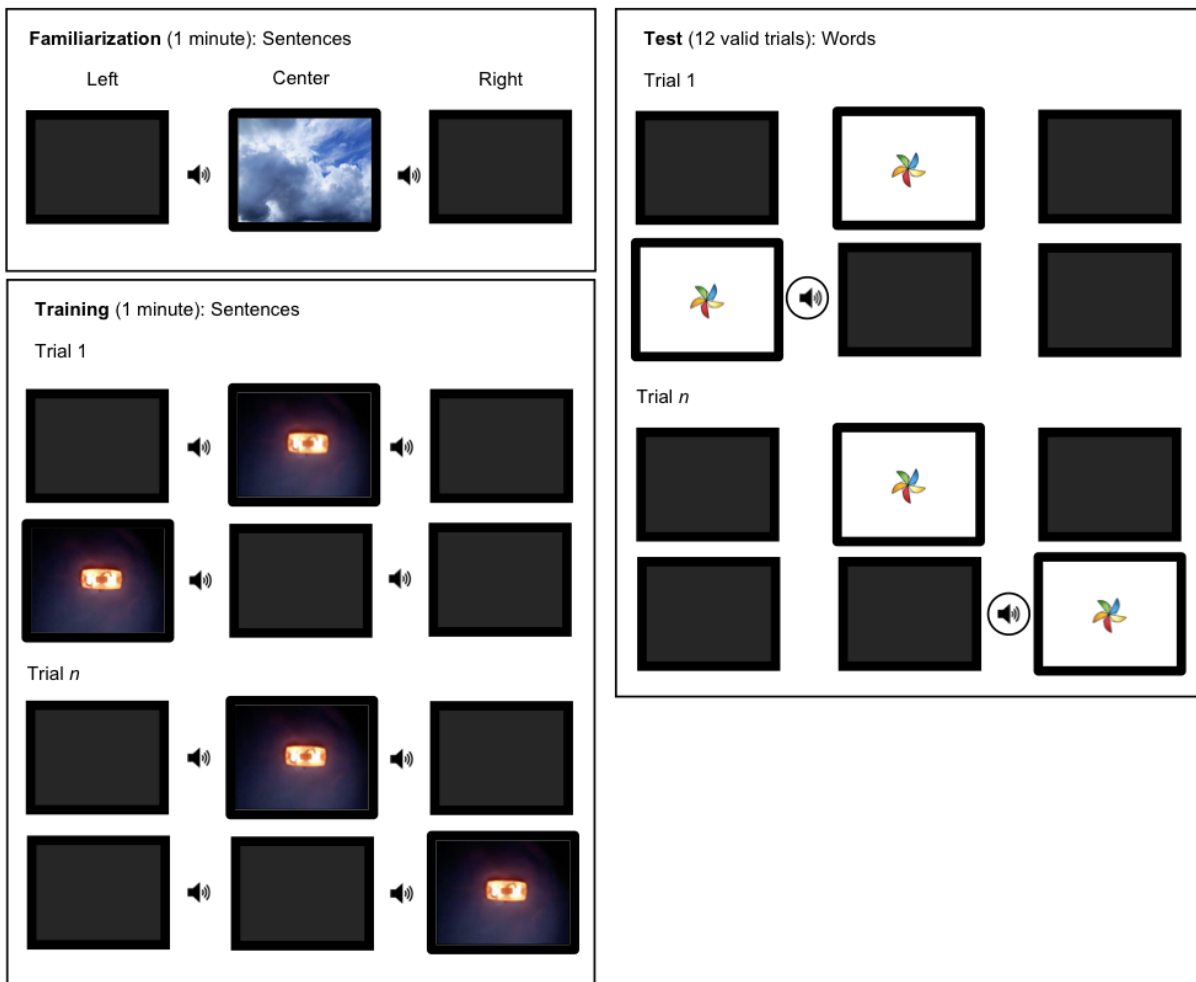 Familiarization (1 minute): Sentences
Left Center Right
Training (1 minute): Sentences
Trial 1
Trial n
Test (12 valid trials): Words
Trial 1
Trial n